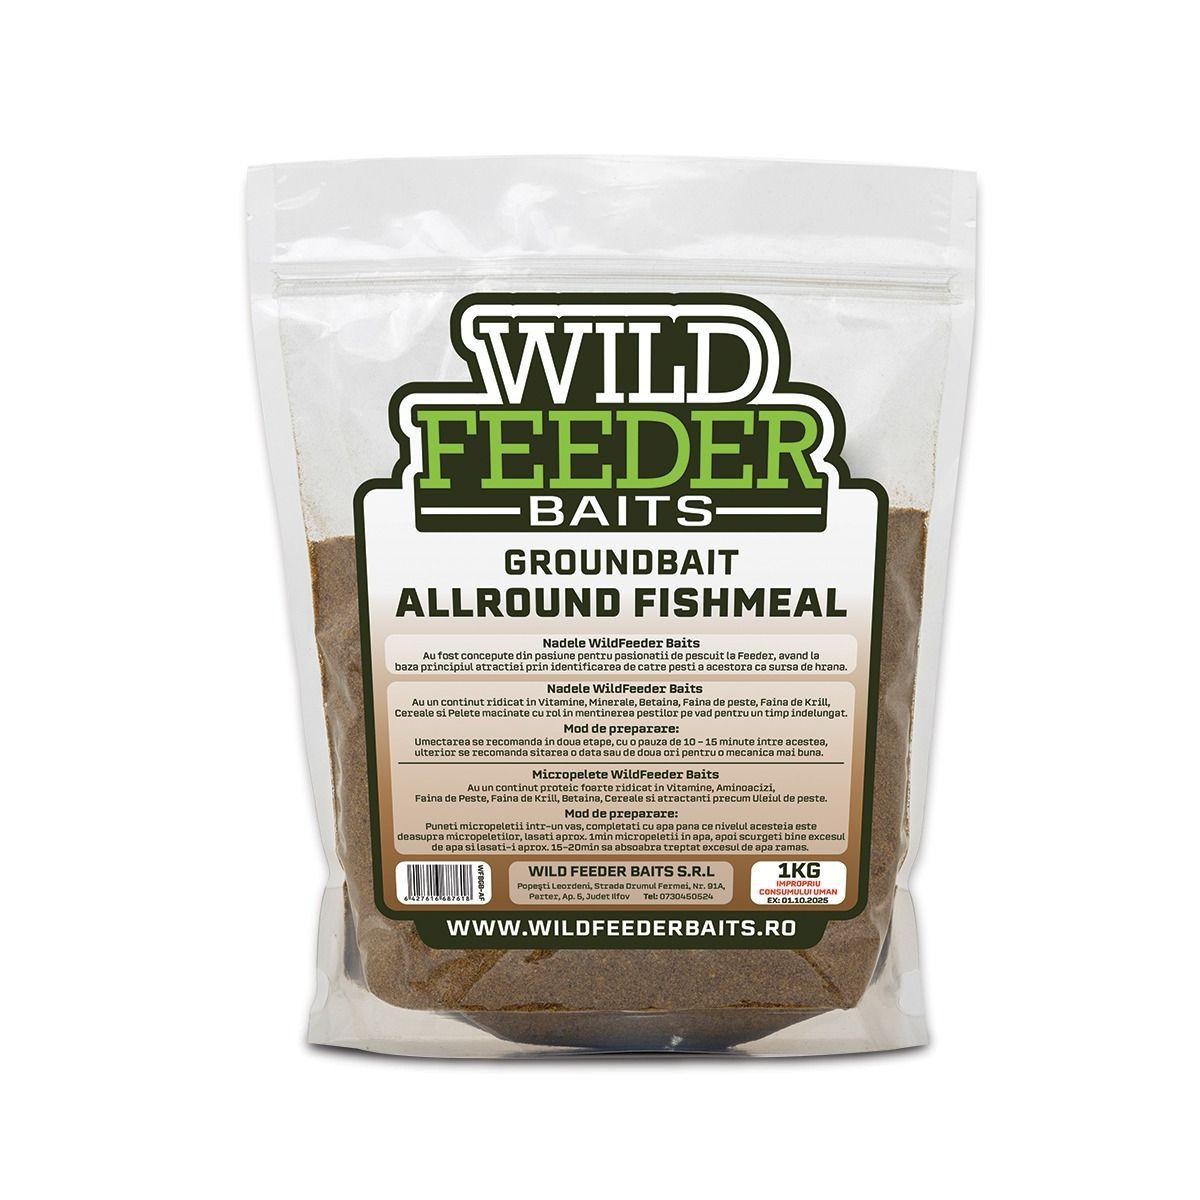 WILD
FEEDER
BAITS
GROUNDBAIT
ALLROUND FISHMEAL
Nadele WildFeeder Baits
Au fost concepute din pasiune pentru pasionatii de pescuit la Feeder, avand la
baza principiul atractiei prin identificarea de catre pesti a acestora ca sursa de hrana.
Nadele WildFeeder Baits
Au un continut ridicat in Vitamine, Minerale, Betaina, Faina de peste, Faina de Krill,
Cereale si Pelete macinate cu rol in mentinerea pestilor pe vad pentru un timp indelungat.
Mod de preparare:
Umectarea se recomanda in doua etape, cu o pauza de 10 - 15 minute intre acestea,
ulterior se recomanda sitarea o data sau de doua ori pentru o mecanica mai buna.
Micropelete WildFeeder Baits
Au un continut proteic foarte ridicat in Vitamine, Aminoacizi,
Faina de Peste, Faina de Krill, Betaina, Cereale si atractanti precum Uleiul de peste.
Mod de preparare:
Puneti micropeletii intr-un vas, completati cu apa pana ce nivelul acesteia este
deasupra micropeletilor, lasati aprox. 1min micropeletii in apa, apoi scurgeti bine excesul
de apa si lasati-i aprox. 15-20min sa absoarba treptat excesul de apa ramas.
6 427616 687618
WFBGB-AF
WILD FEEDER BAITS S.R.L
Popești Leordeni, Strada Drumul Fermei, Nr. 91A,
Parter, Ap. 5, Judet Ilfov Tel: 0730450524
1KG
IMPROPRIU
CONSUMULUI UMAN
EX: 01.10.2025
WWW.WILDFEEDERBAITS.RO